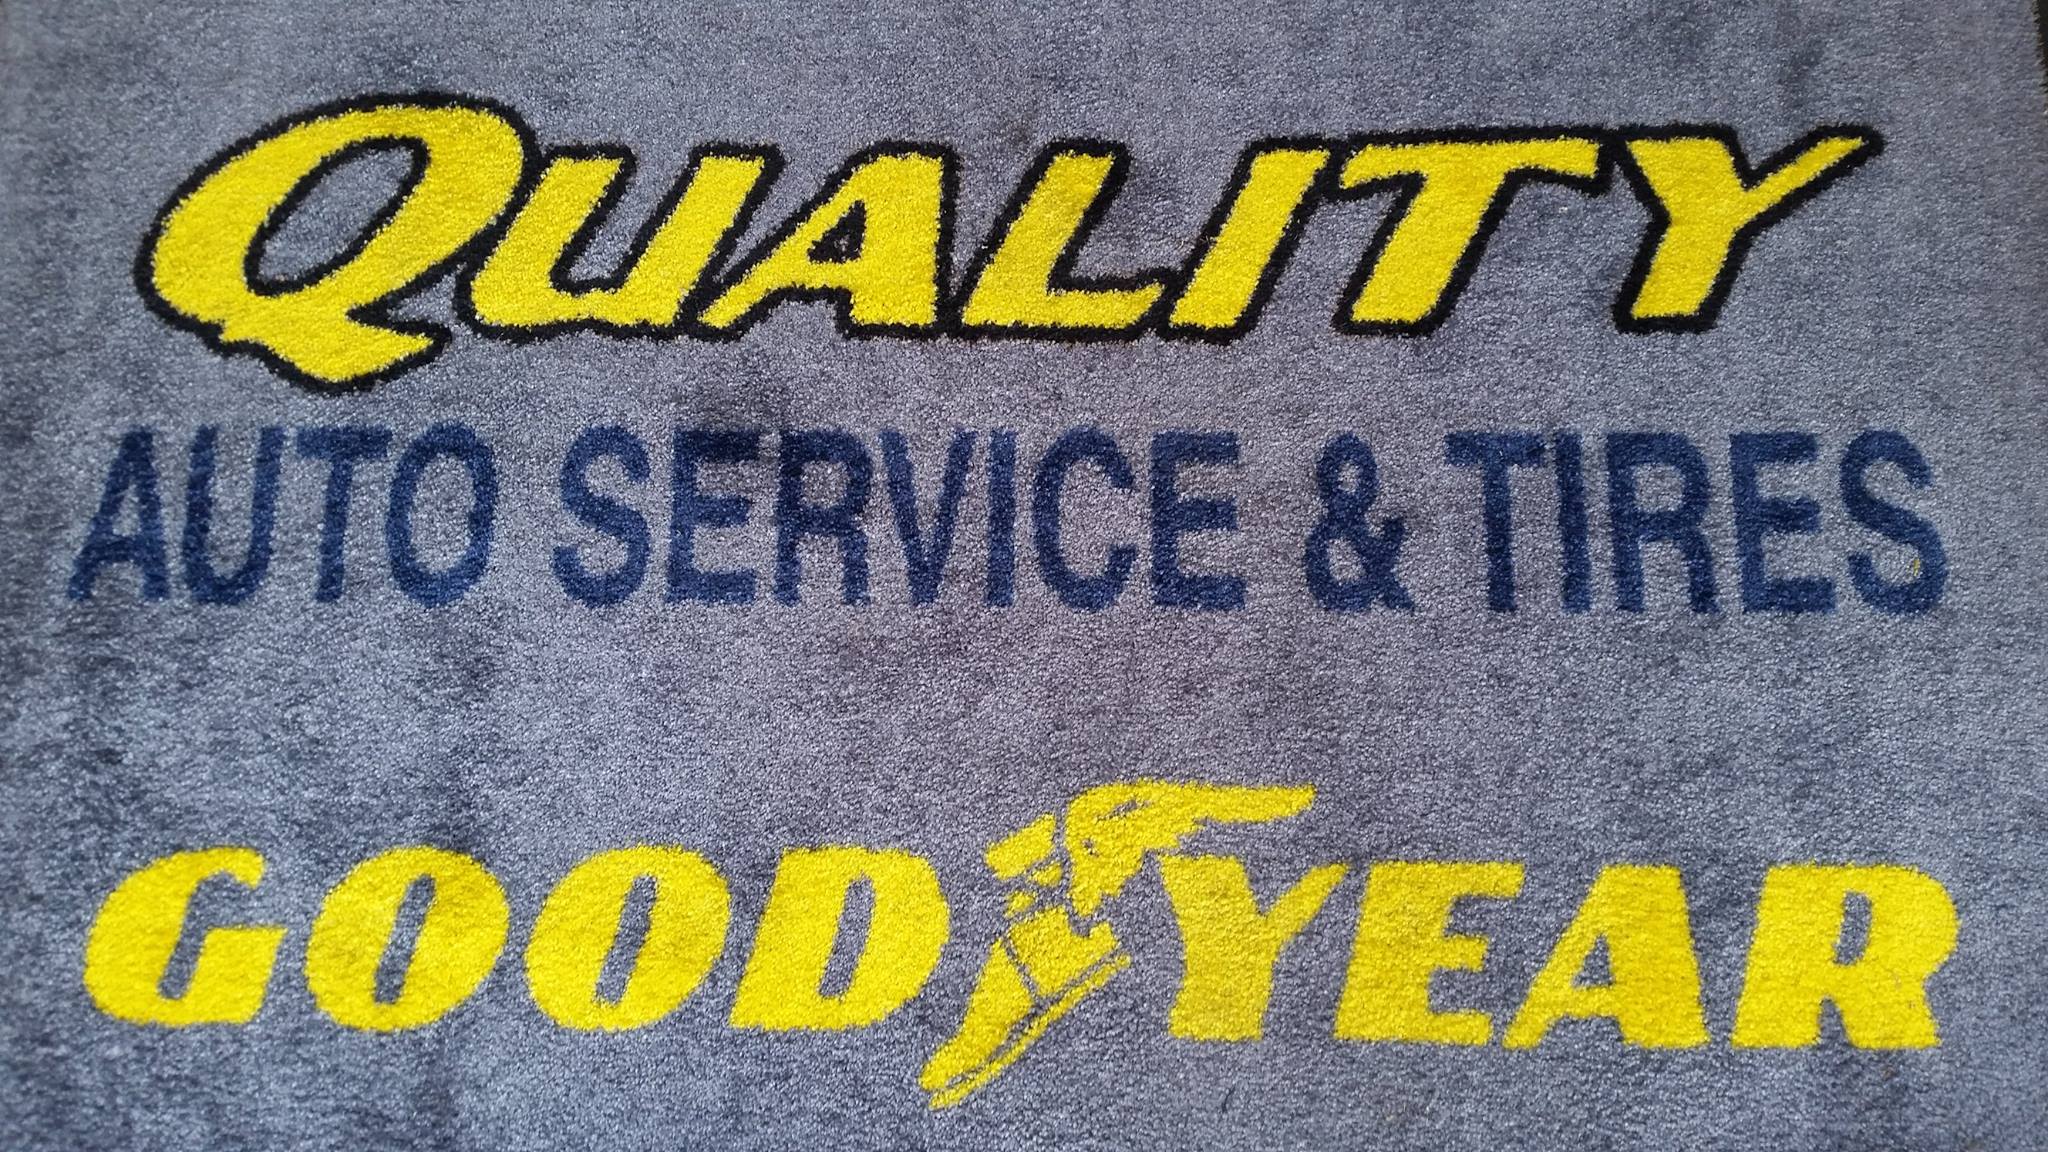 QUALITY
AUTO SERVICE & TIRES
GOODYEAR